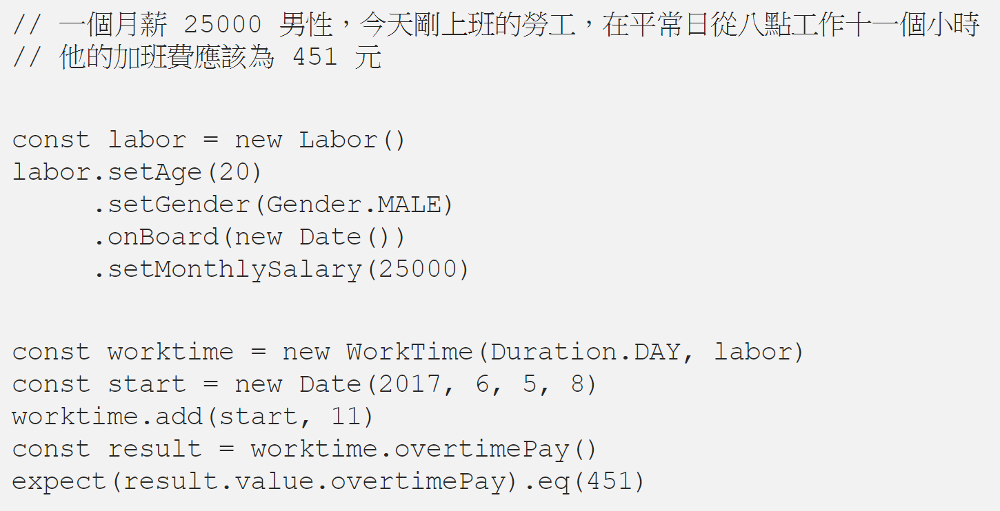 // 一個月薪 25000 男性，今天剛上班的勞工，在平常日從八點工作十一個小時
// 他的加班費應該為 451 元
const labor = new Labor()
labor.setAge(20)
.setGender(Gender.MALE)
.onBoard(new Date())
.setMonthlySalary(25000)
const worktime = new WorkTime(Duration.DAY, labor)
const start = new Date(2017, 6, 5, 8)
worktime.add(start, 11)
const result = worktime.overtimePay()
expect(result.value.overtimePay).eq(451)